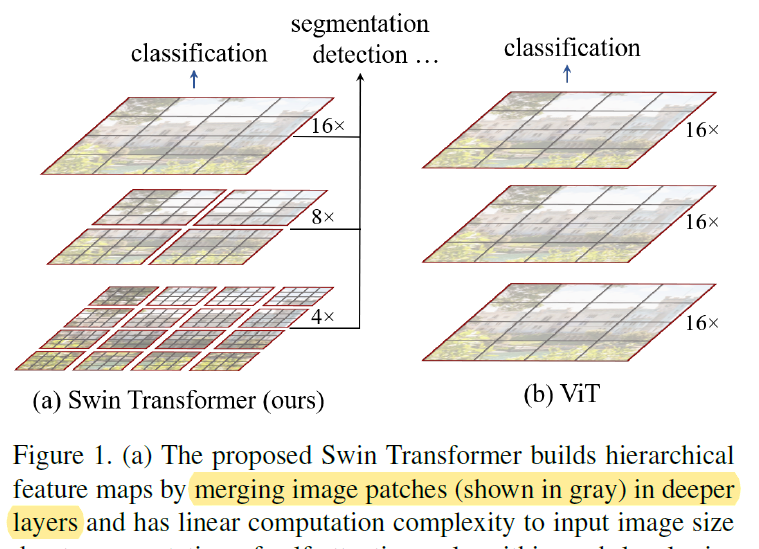 segmentation
classification
detection …
classification
16×
8×
4×
16×
16×
16×
(a) Swin Transformer (ours)
(b) ViT
Figure 1. (a) The proposed Swin Transformer builds hierarchical
feature maps by merging image patches (shown in gray) in deeper
layers and has linear computation complexity to input image size